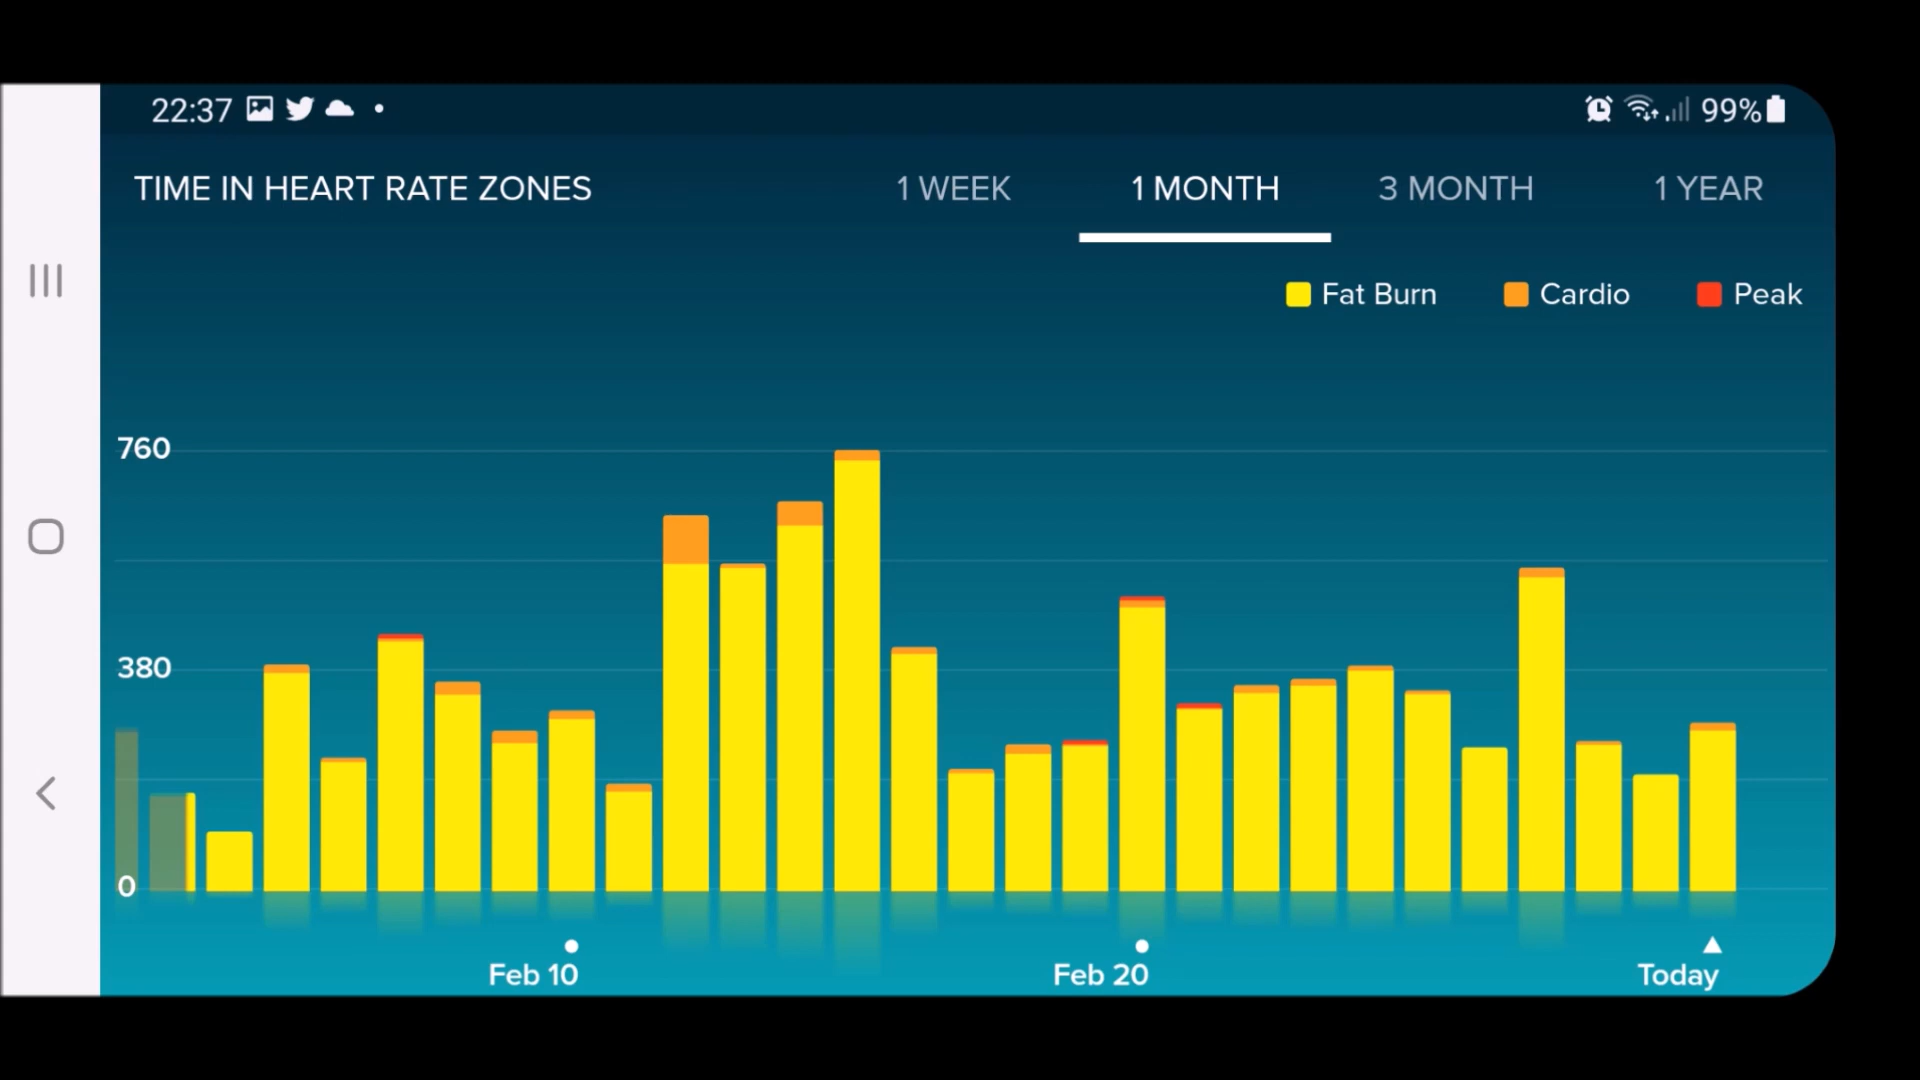 22:37
99%
TIME IN HEART RATE ZONES 1 WEEK 1 MONTH 3 MONTH 1 YEAR
Fat Burn Cardio Peak
760
380
0
Feb 10 Feb 20 Today